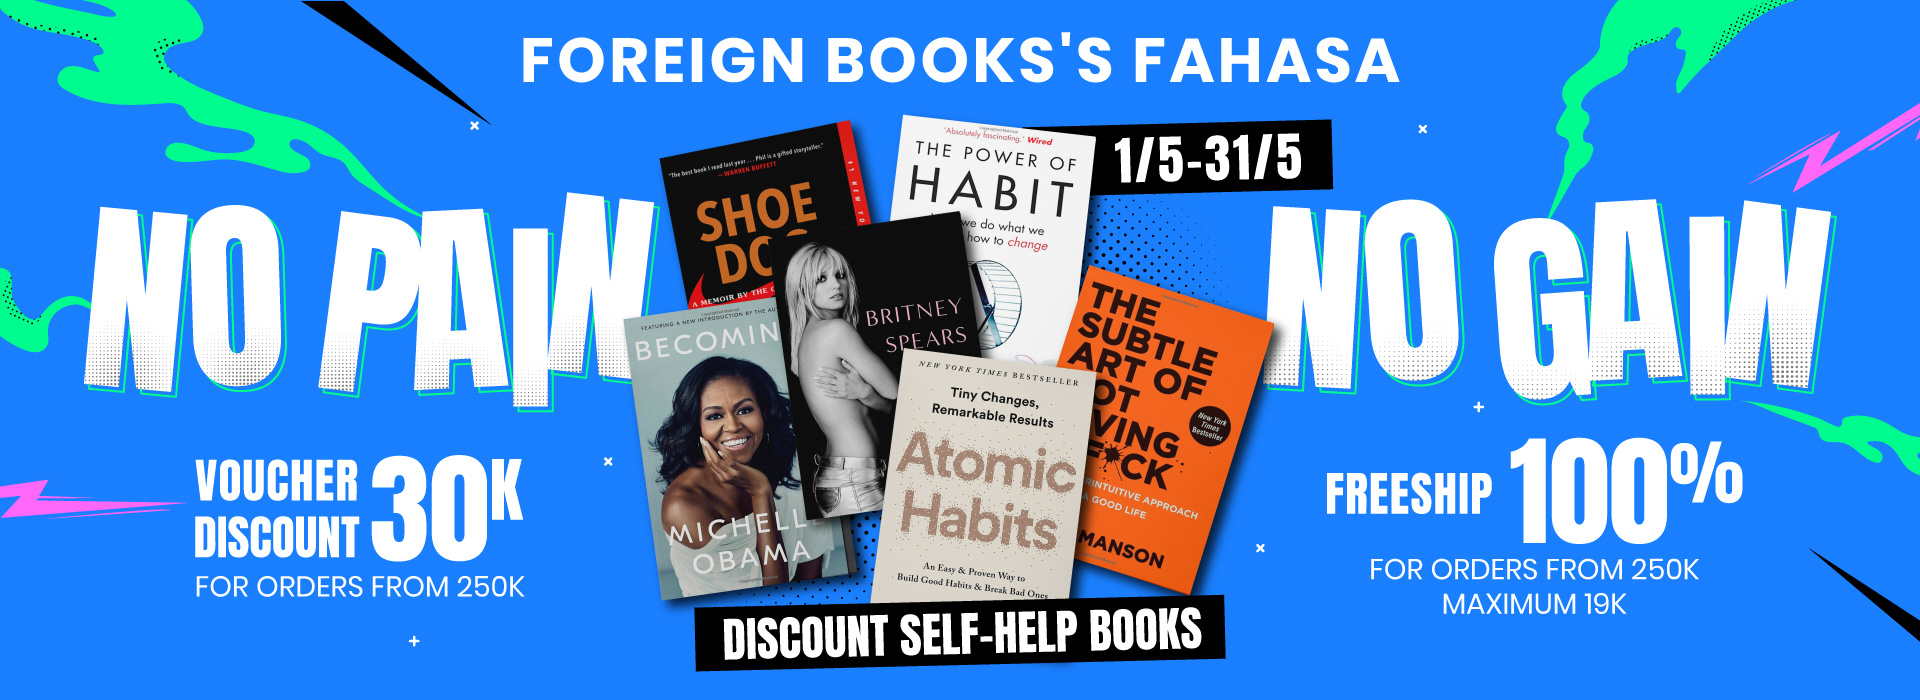 FOREIGN BOOKS'S FAHASA
1/5-31/5
NO PAIN
NO GAIN
"The best book I read last year . . . Phil is a gifted storyteller."
—WARREN BUFFETT
SHOE
DOG
A MEMOIR BY THE
#1 NEW YO
'Absolutely fascinating.' Wired
THE POWER OF
HABIT
we do what we
how to change
FEATURING A NEW INTRODUCTION BY THE AU
BECOMIN
MICHELL
OBAMA
BRITNEY
SPEARS
NEW YORK TIMES BESTSELLER
Tiny Changes,
Remarkable Results
Atomic
Habits
An Easy & Proven Way to
Build Good Habits & Break Bad Ones
THE
SUBTLE
ART OF
OT
VING
F*CK
New York
Times
Bestseller
RINTUITIVE APPROACH
A GOOD LIFE
MANSON
VOUCHER
DISCOUNT
30K
FOR ORDERS FROM 250K
FREESHIP 100%
FOR ORDERS FROM 250K
MAXIMUM 19K
DISCOUNT SELF-HELP BOOKS